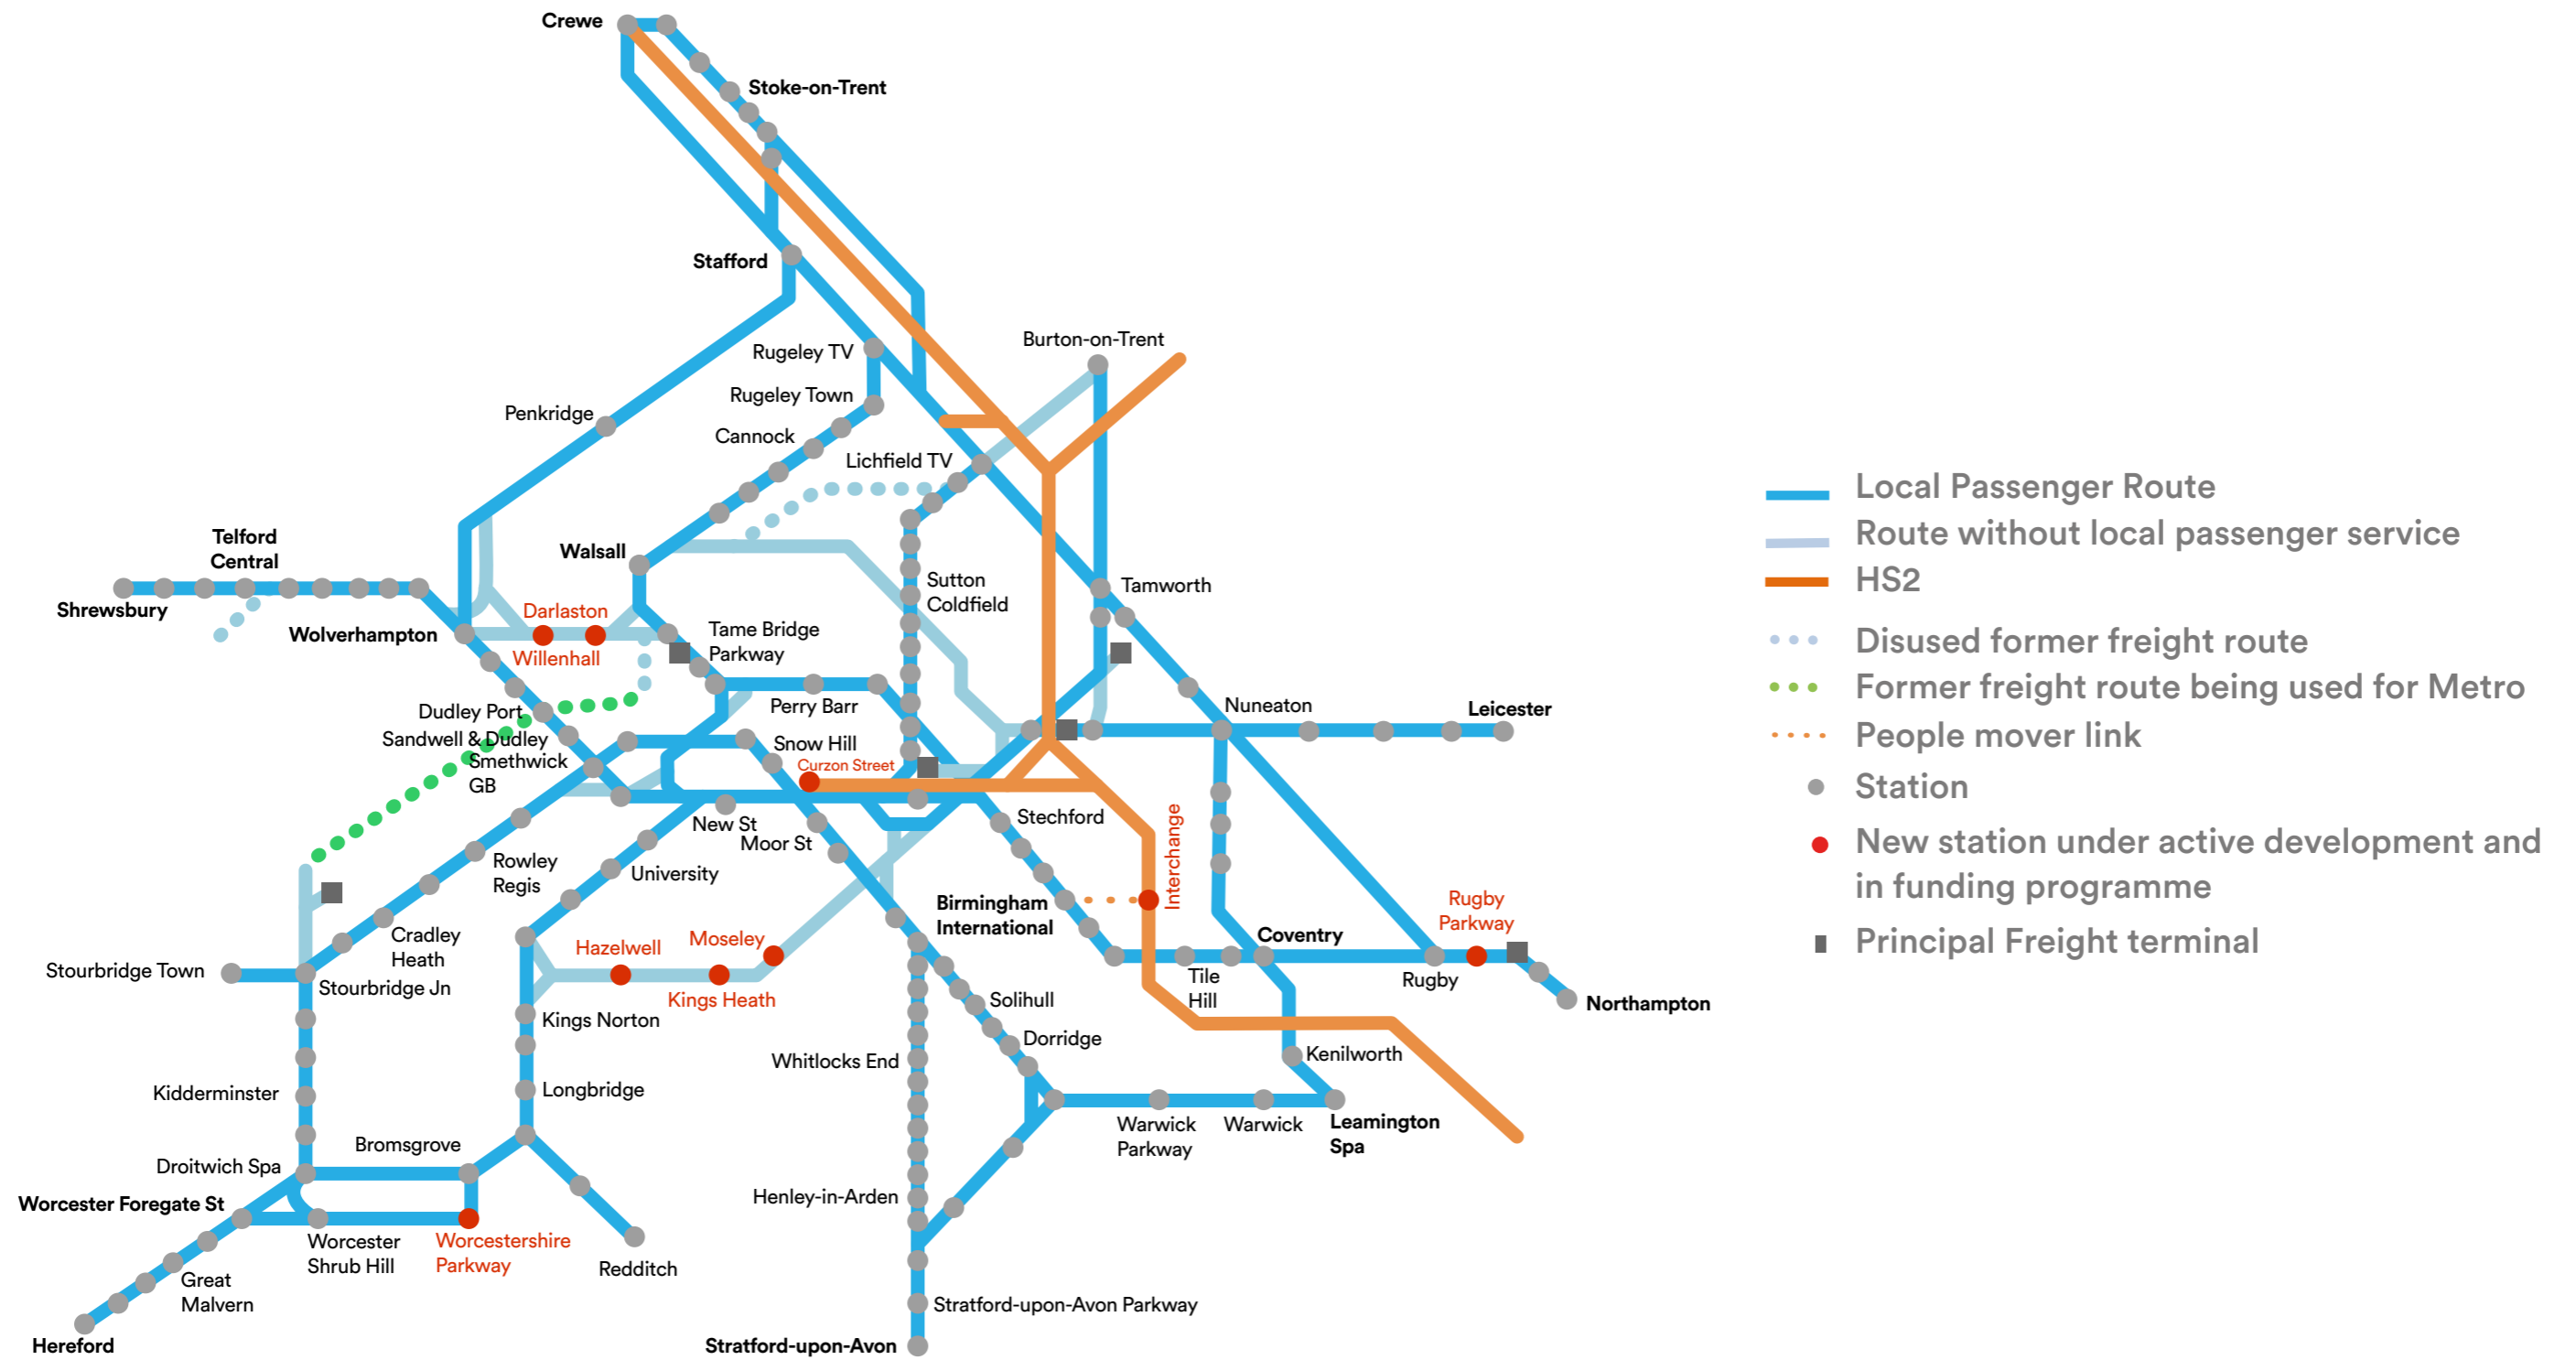 Crewe
Stoke-on-Trent
Stafford
Burton-on-Trent
Rugeley TV
Rugeley Town
Penkridge
Cannock
Lichfield TV
Telford
Central
Walsall
Sutton
Coldfield
Tamworth
Shrewsbury
Darlaston
Wolverhampton
Willenhall
Tame Bridge
Parkway
Dudley Port
Perry Barr
Nuneaton
Leicester
Sandwell & Dudley
Snow Hill
Smethwick
GB
Curzon Street
New St
Stechford
Moor St
Interchange
Rowley
Regis
University
Birmingham
International
Rugby
Parkway
Cradley
Heath
Hazelwell
Moseley
Coventry
Stourbridge Town
Stourbridge Jn
Kings Heath
Tile
Hill
Rugby
Northampton
Kings Norton
Solihull
Dorridge
Whitlocks End
Kenilworth
Kidderminster
Longbridge
Warwick
Parkway
Warwick
Leamington
Spa
Bromsgrove
Droitwich Spa
Worcester Foregate St
Henley-in-Arden
Worcester
Shrub Hill
Worcestershire
Parkway
Redditch
Great
Malvern
Stratford-upon-Avon Parkway
Hereford
Stratford-upon-Avon
Local Passenger Route
Route without local passenger service
HS2
Disused former freight route
Former freight route being used for Metro
People mover link
Station
New station under active development and
in funding programme
Principal Freight terminal